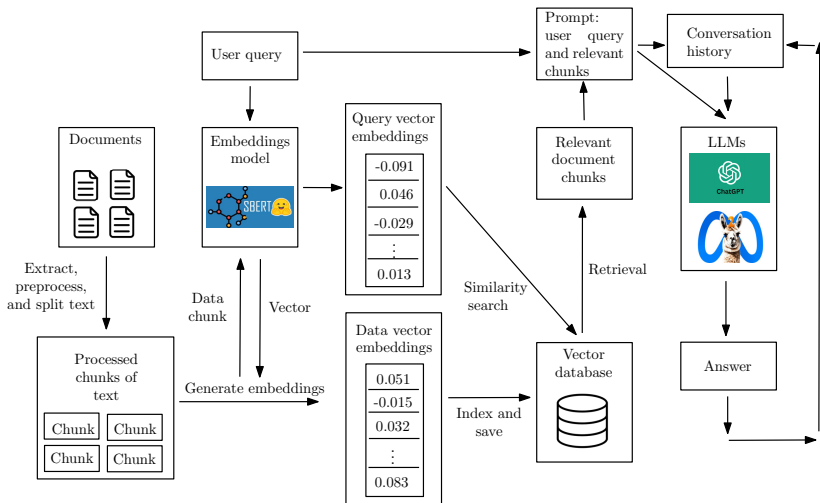 User query
Prompt:
user query
and relevant
chunks
Conversation
history
Documents
Embeddings
model
SBERT
Query vector
embeddings
-0.091
0.046
-0.029
⋮
0.013
Relevant
document
chunks
LLMs
ChatGPT
Extract,
preprocess,
and split text
Data
chunk
Vector
Similarity
search
Retrieval
Processed
chunks of
text
Chunk
Chunk
Chunk
Chunk
Generate embeddings
Data vector
embeddings
0.051
-0.015
0.032
⋮
0.083
Index and
save
Vector
database
Answer